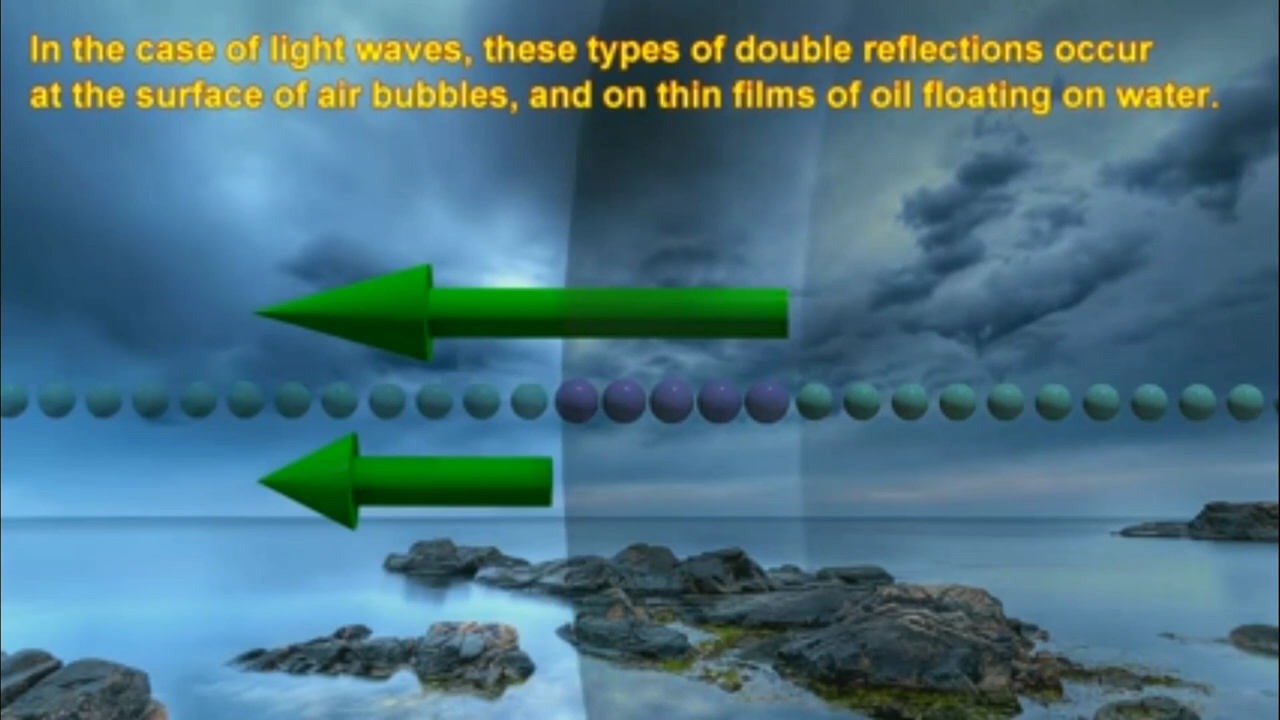 In the case of light waves, these types of double reflections occur
at the surface of air bubbles, and on thin films of oil floating on water.